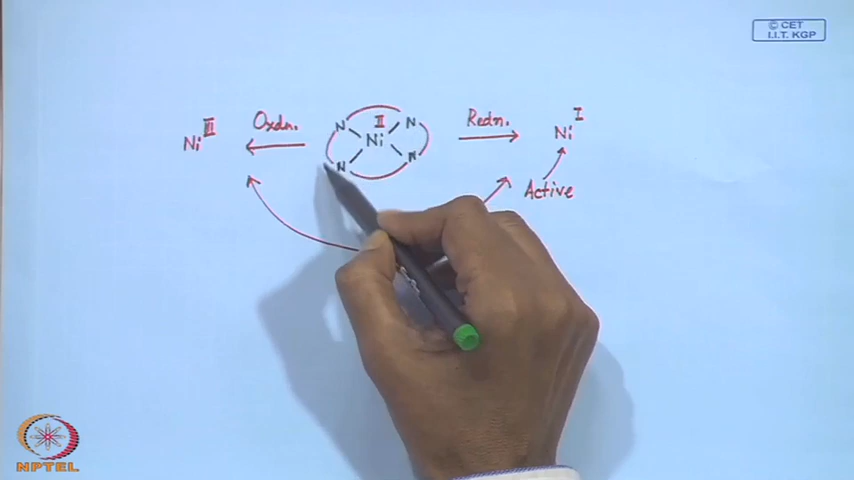 © CET
I.I.T. KGP
Ni III Oxdn. N II N Redn. Ni I
Ni
N N Active
NPTEL